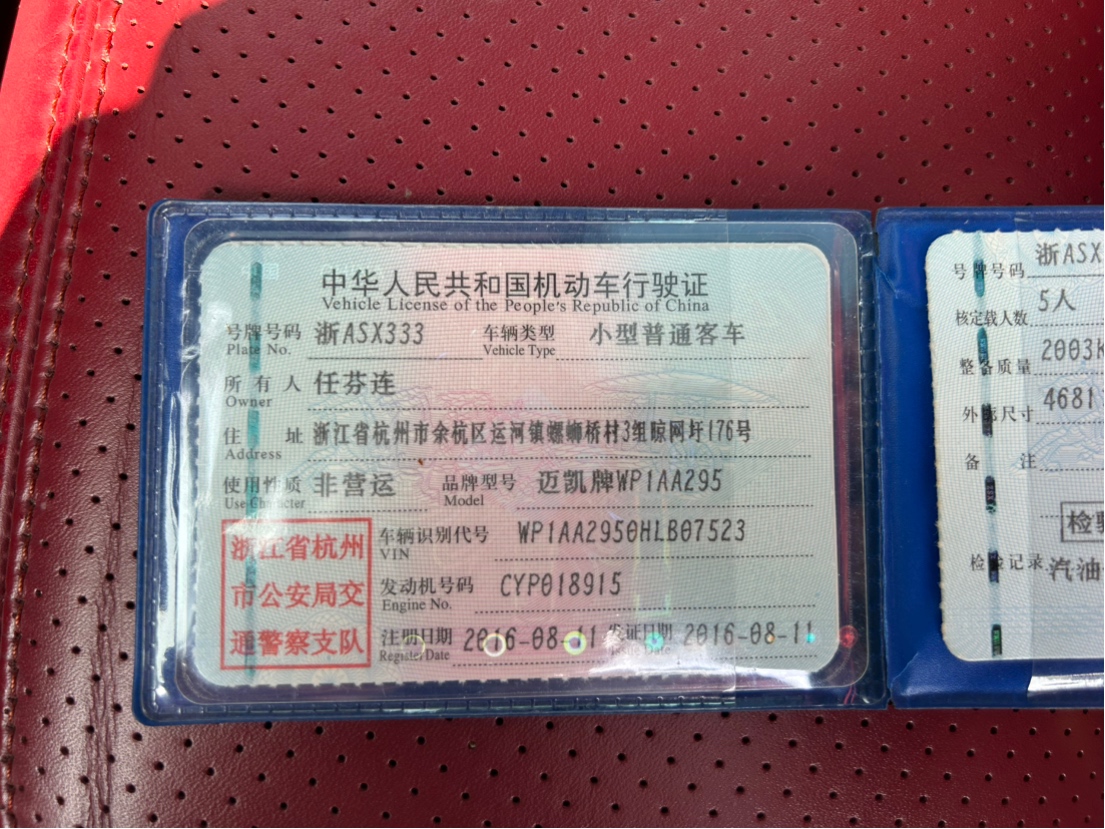 中华人民共和国机动车行驶证
Vehicle License of the People's Republic of China
号牌号码 浙ASX333 车辆类型 小型普通客车
Plate No. Vehicle Type
所有人 任芬连
Owner
住址 浙江省杭州市余杭区运河镇螺蛳桥村3组晾网圩176号
Address
使用性质 非营运 品牌型号 迈凯牌WP1AA295
Use Character Model
浙江省杭州
市公安局交
通警察支队
车辆识别代号 WP1AA2950HLB07523
VIN
发动机号码 CYP018915
Engine No.
注册日期 2016-08-11 发证日期 2016-08-11
Register Date Issue Date
号牌号码 浙ASX
核定载人数 5人
整备质量 2003K
外廓尺寸 4681
备注
检验
检验记录 汽油